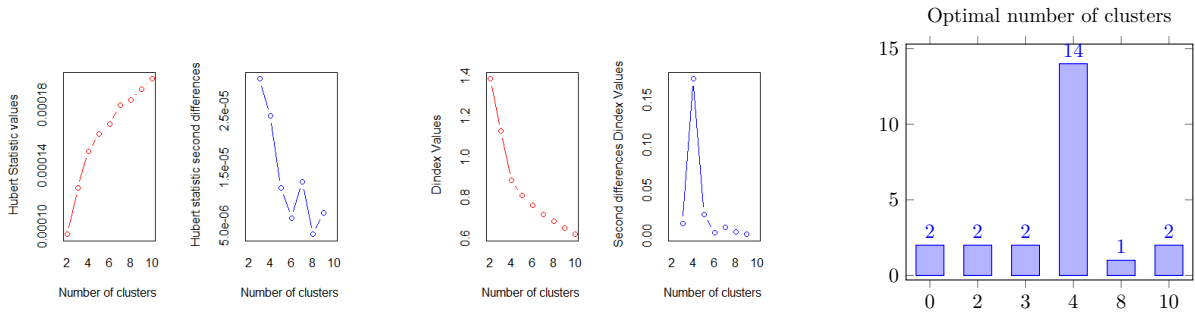 Hubert Statistic values
0.00010 0.00014 0.00018
2 4 6 8 10
Number of clusters
Hubert statistic second differences
5.0e-06 1.5e-05 2.5e-05
2 4 6 8 10
Number of clusters
Dindex Values
0.6 0.8 1.0 1.2 1.4
2 4 6 8 10
Number of clusters
Second differences Dindex Values
0.00 0.05 0.10 0.15
2 4 6 8 10
Number of clusters
Optimal number of clusters
15
10
5
0
2 2 2 14 1 2
0 2 3 4 8 10